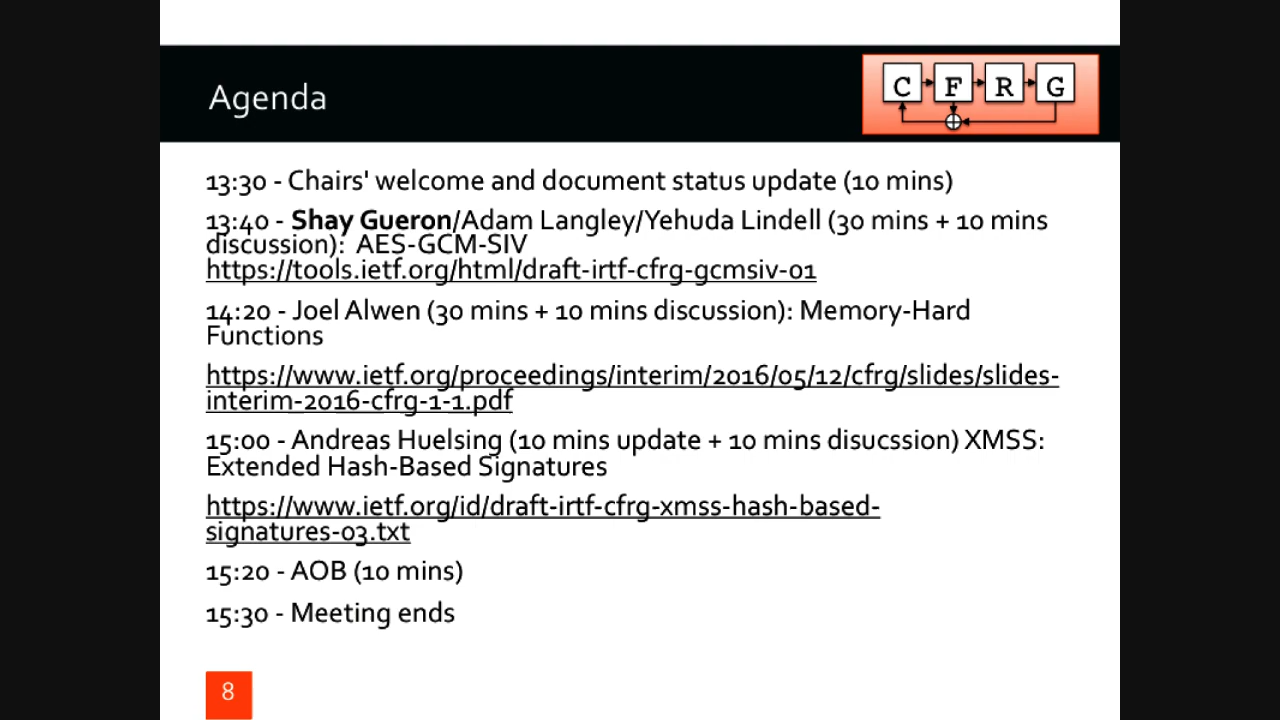 Agenda
C F R G
13:30 - Chairs' welcome and document status update (10 mins)
13:40 - Shay Gueron/Adam Langley/Yehuda Lindell (30 mins + 10 mins
discussion): AES-GCM-SIV
https://tools.ietf.org/html/draft-irtf-cfrg-gcmsiv-01
14:20 - Joel Alwen (30 mins + 10 mins discussion): Memory-Hard
Functions
https://www.ietf.org/proceedings/interim/2016/05/12/cfrg/slides/slides-
interim-2016-cfrg-1-1.pdf
15:00 - Andreas Huelsing (10 mins update + 10 mins disucssion) XMSS:
Extended Hash-Based Signatures
https://www.ietf.org/id/draft-irtf-cfrg-xmss-hash-based-
signatures-03.txt
15:20 - AOB (10 mins)
15:30 - Meeting ends
8